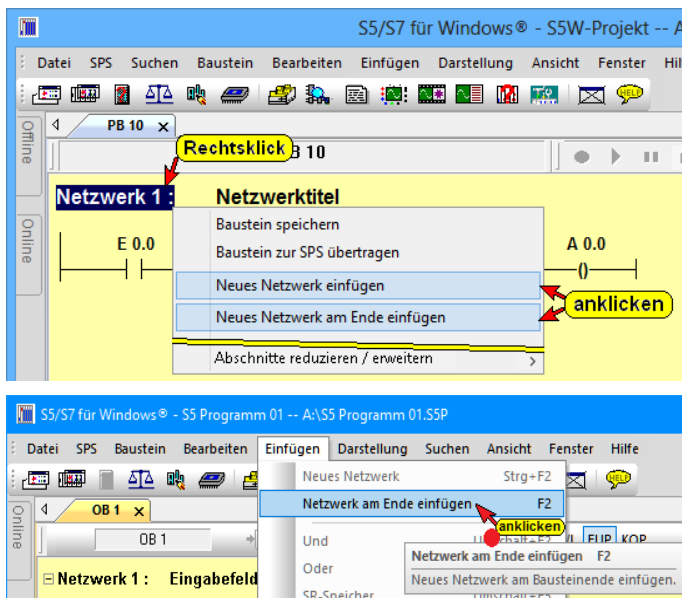 S5/S7 für Windows® - S5W-Projekt -- A
Datei SPS Suchen Baustein Bearbeiten Einfügen Darstellung Ansicht Fenster Hil
HELP
Offline
PB 10 x
Rechtsklick
B 10
Netzwerk 1 : Netzwerktitel
Baustein speichern
E 0.0
A 0.0
Baustein zur SPS übertragen
Online
Neues Netzwerk einfügen
anklicken
Neues Netzwerk am Ende einfügen
Abschnitte reduzieren / erweitern
S5/S7 für Windows® - S5 Programm 01 -- A:\S5 Programm 01.S5P
Datei SPS Baustein Bearbeiten Einfügen Darstellung Suchen Ansicht Fenster Hilfe
Neues Netzwerk Strg+F2
HELP
Netzwerk am Ende einfügen F2
Online
OB 1 x
anklicken
OB 1
Und
FUP KOP
Netzwerk am Ende einfügen F2
Oder
Netzwerk 1 : Eingabefeld
Neues Netzwerk am Bausteinende einfügen.
SR-Speicher